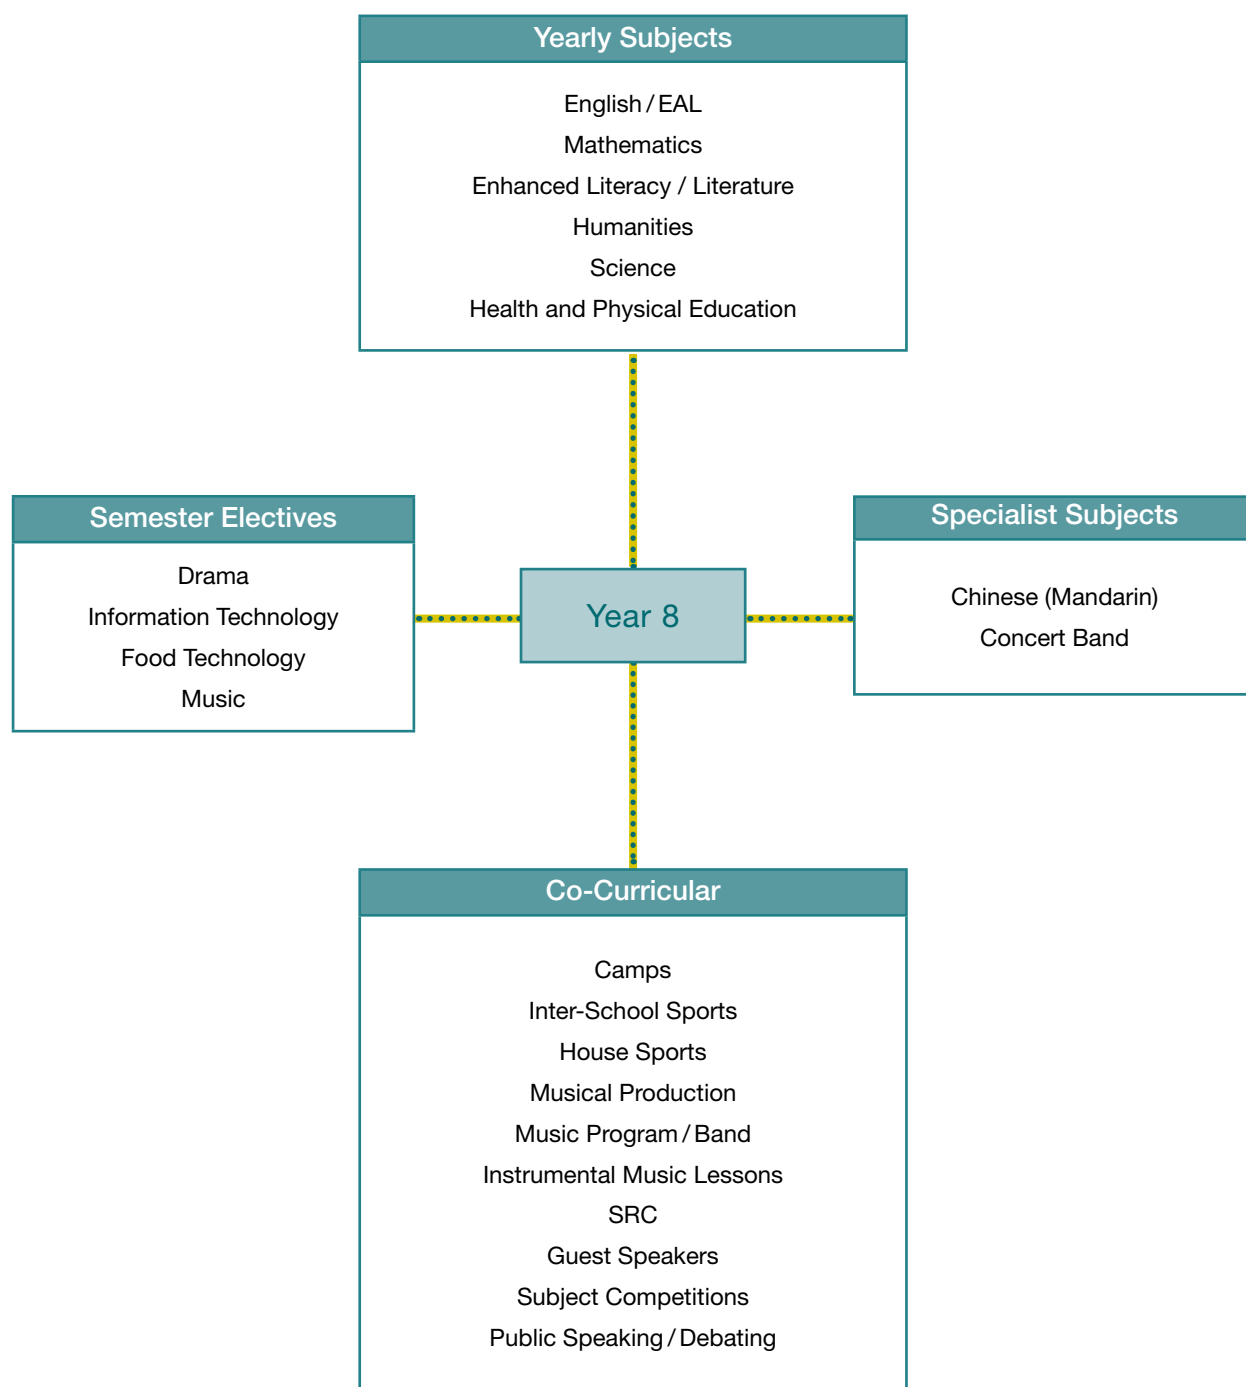 Yearly Subjects
English / EAL
Mathematics
Enhanced Literacy / Literature
Humanities
Science
Health and Physical Education
Semester Electives
Drama
Information Technology
Food Technology
Music
Year 8
Specialist Subjects
Chinese (Mandarin)
Concert Band
Co-Curricular
Camps
Inter-School Sports
House Sports
Musical Production
Music Program / Band
Instrumental Music Lessons
SRC
Guest Speakers
Subject Competitions
Public Speaking / Debating